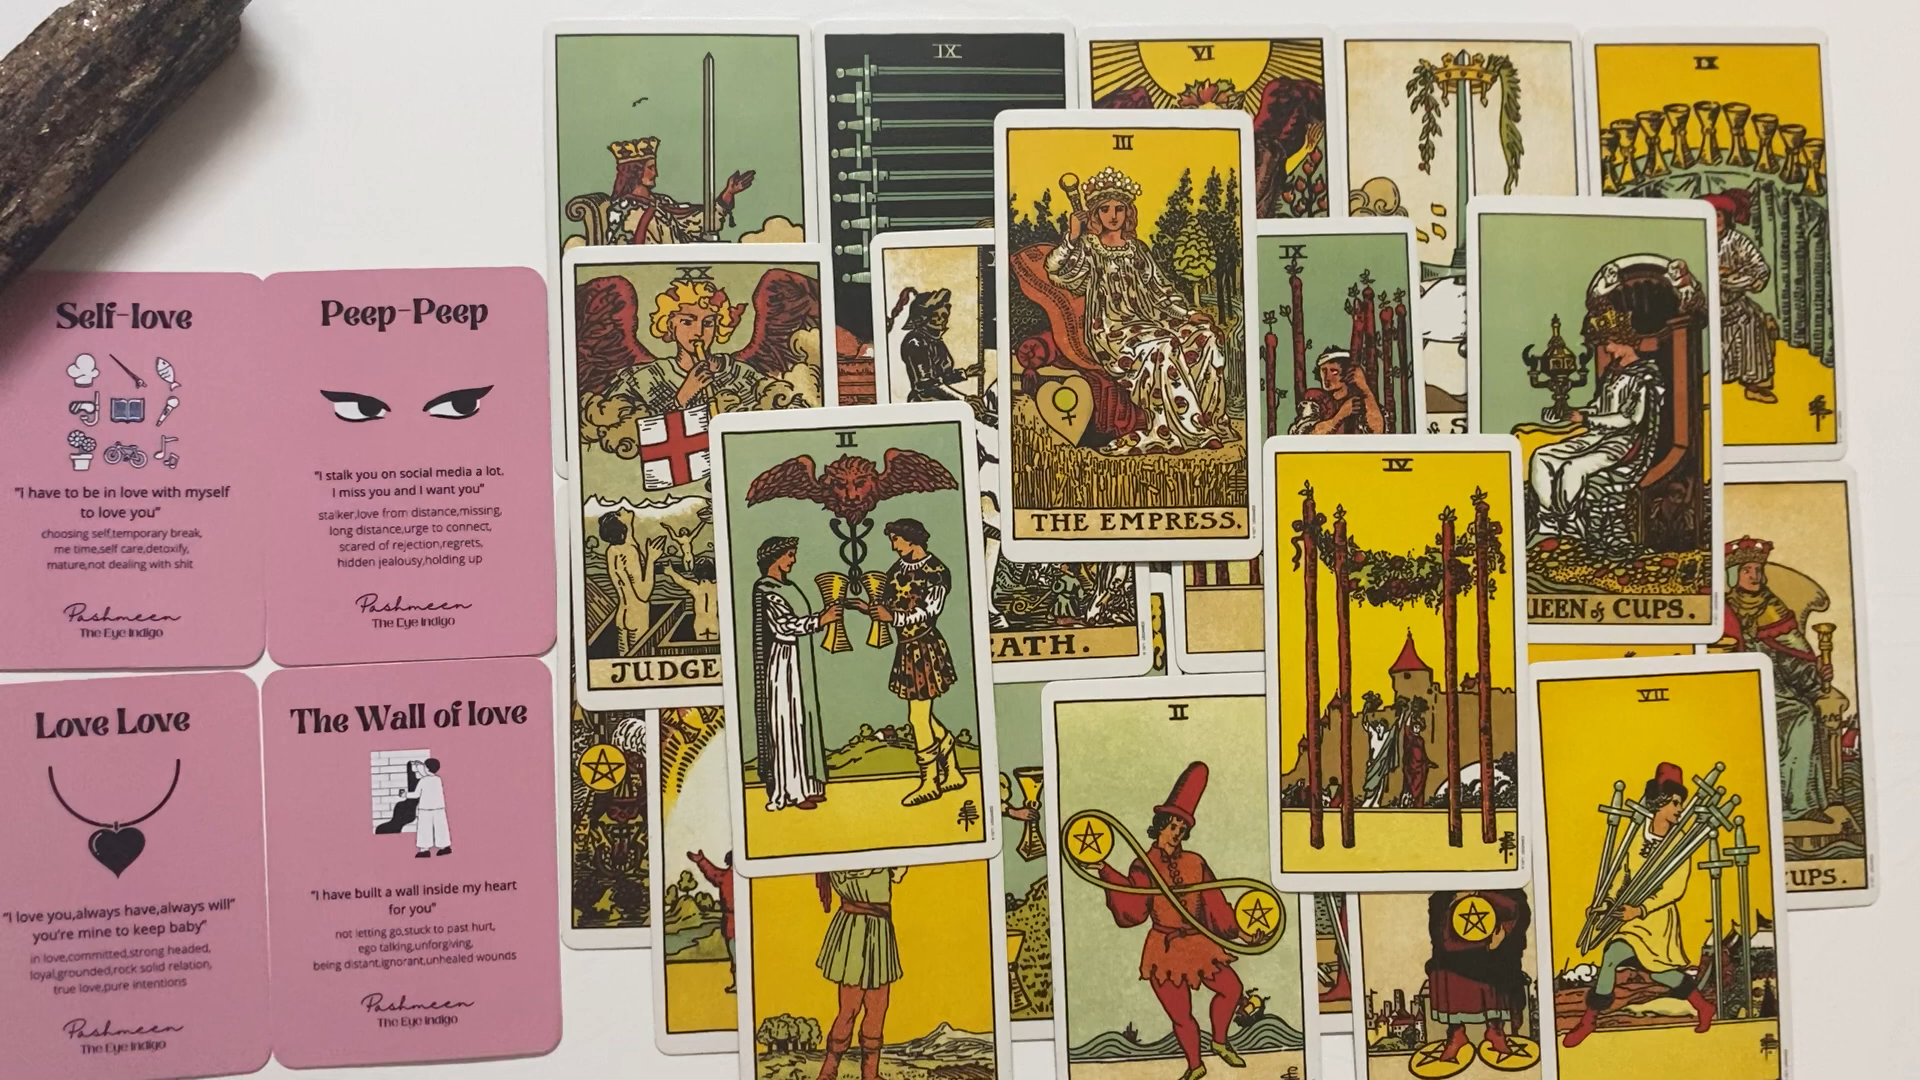 Self-love
"I have to be in love with myself
to love you"
choosing self,temporary break,
me time,self care,detoxify,
mature,not dealing with shit
Pashmeen
The Eye Indigo
Peep-Peep
"I stalk you on social media a lot.
I miss you and I want you"
stalker,love from distance,missing,
long distance,urge to connect,
scared of rejection,regrets,
hidden jealousy,holding up
Pashmeen
The Eye Indigo
Love Love
"I love you,always have,always will"
you're mine to keep baby"
in love,committed,strong headed,
loyal,grounded,rock solid relation,
true love,pure intentions
Pashmeen
The Eye Indigo
The Wall of love
"I have built a wall inside my heart
for you"
not letting go,stuck to past hurt,
ego talking,unforgiving,
being distant,ignorant,unhealed wounds
Pashmeen
The Eye Indigo
IX
VI
IX
III
THE EMPRESS.
XX
JUDGE
IX
UEEN of CUPS.
II
EATH.
IV
II
VII
CUPS.